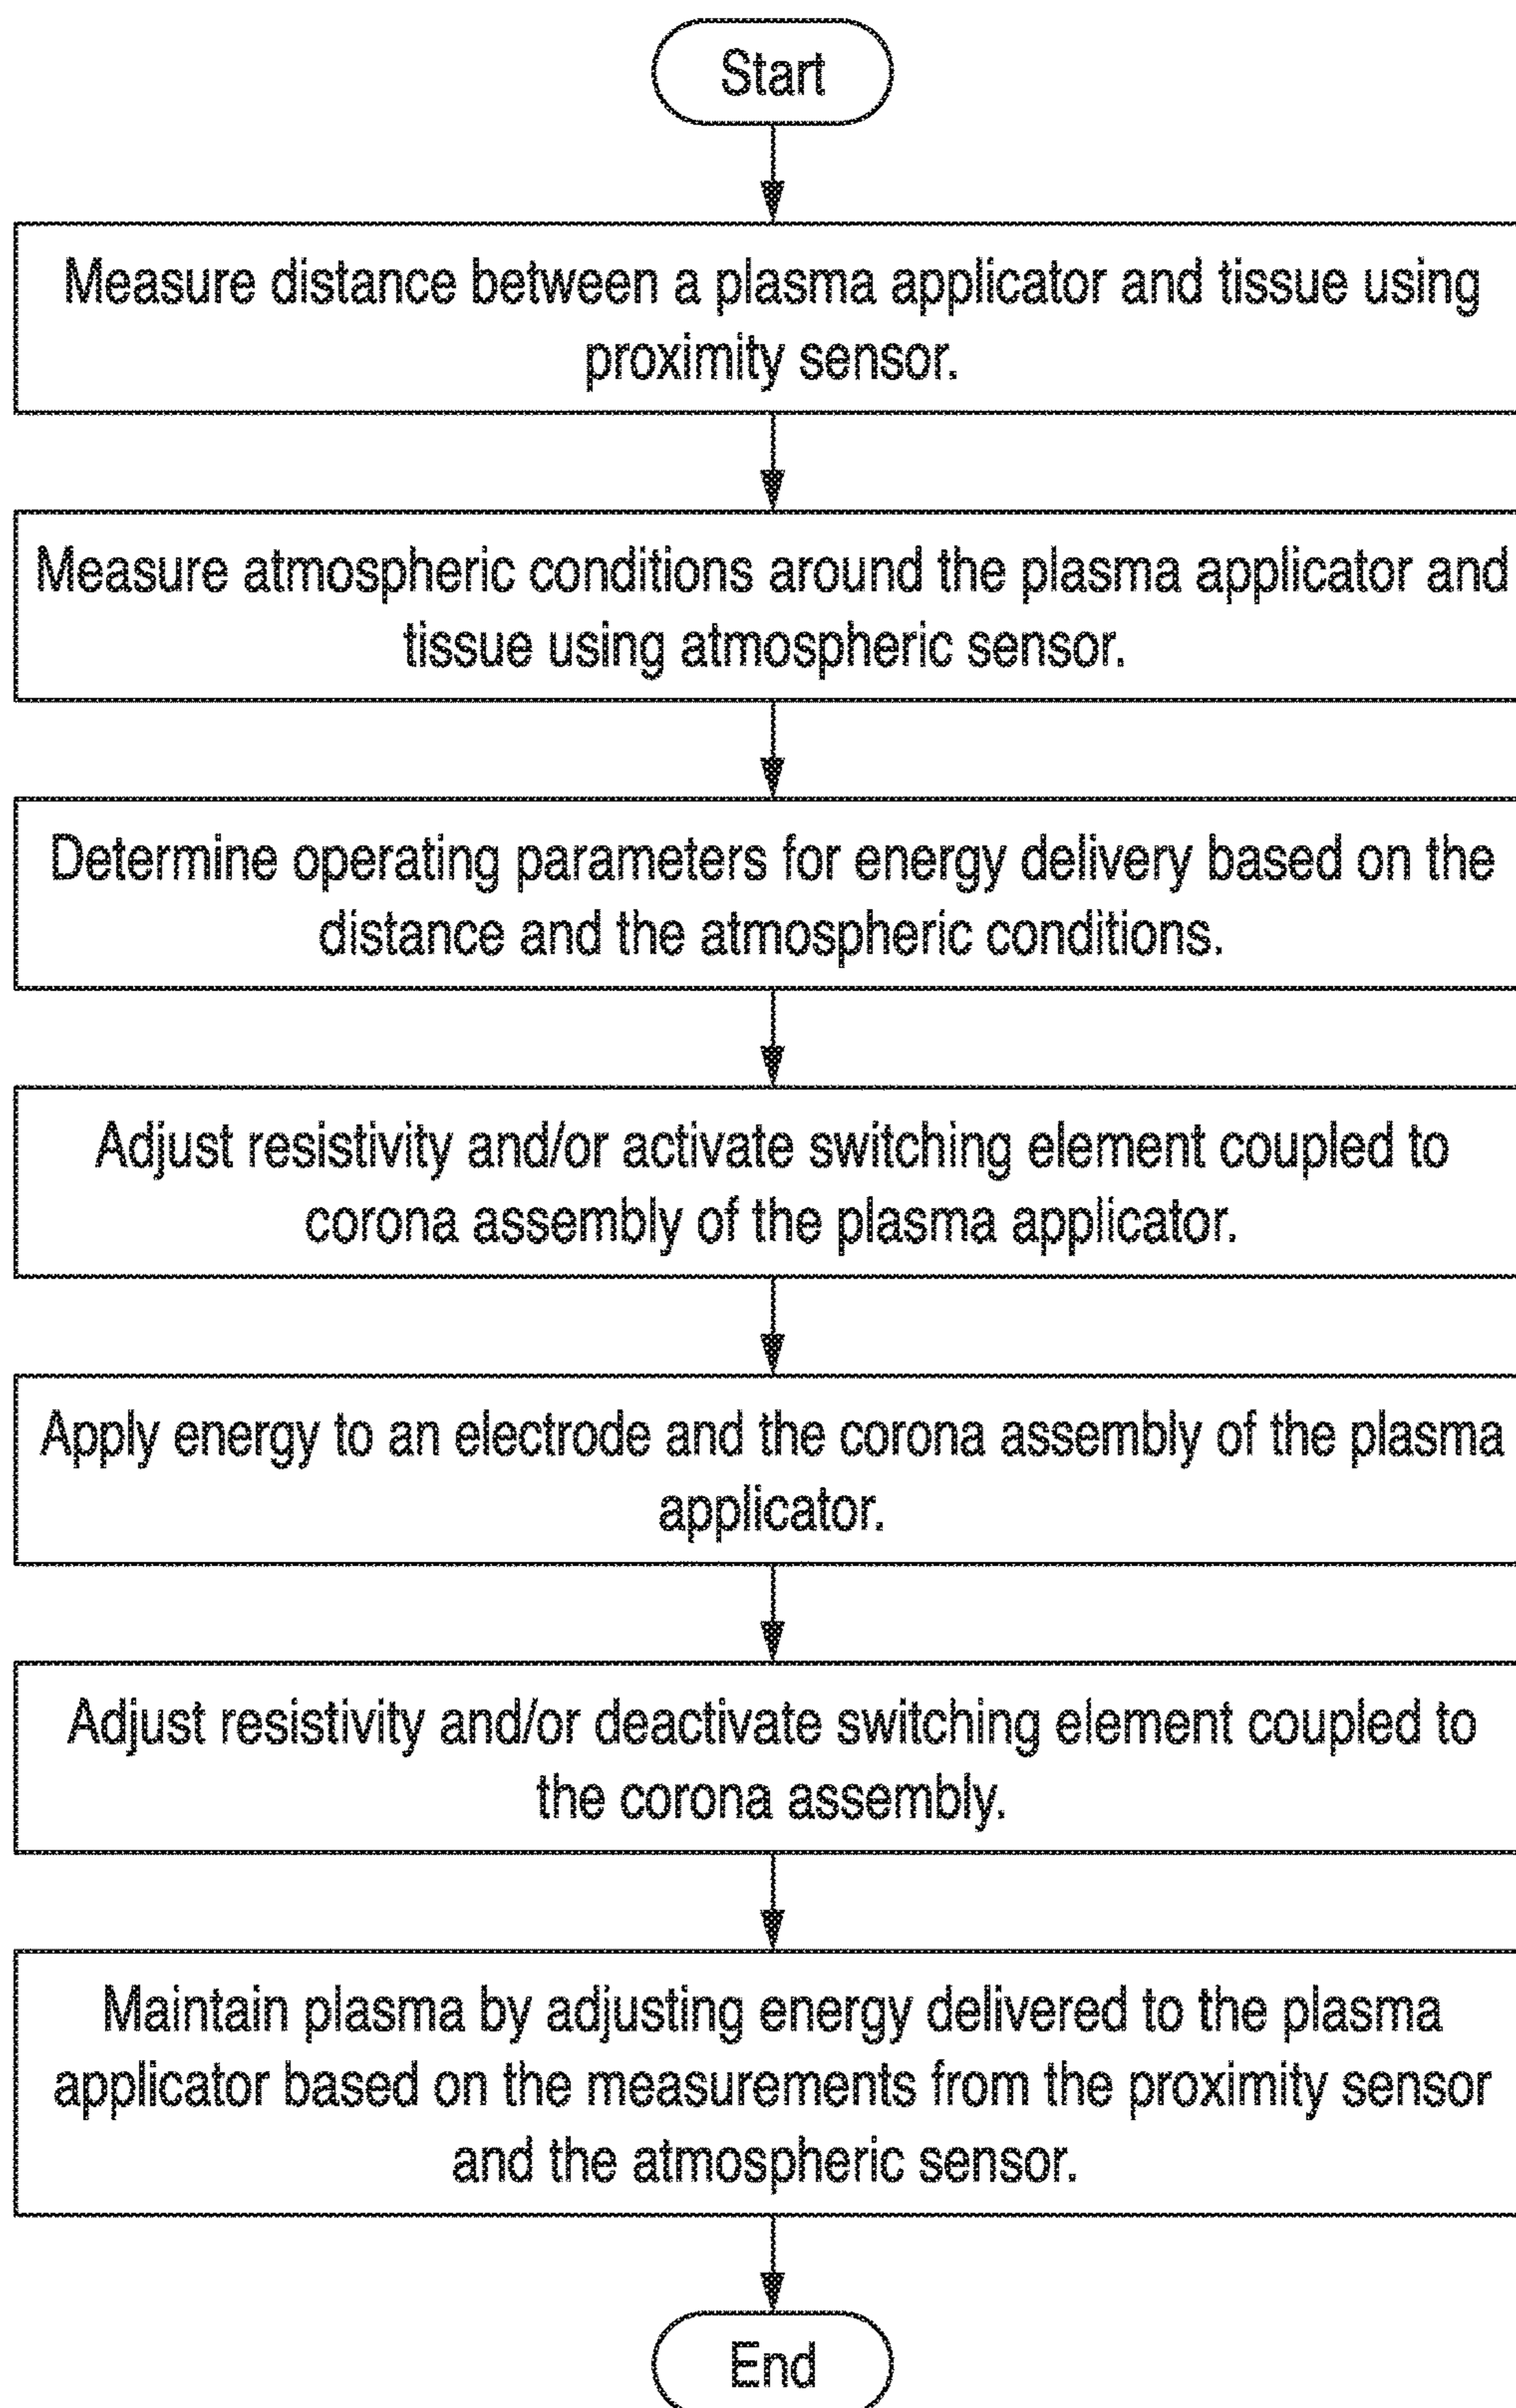 Start
Measure distance between a plasma applicator and tissue using
proximity sensor.
Measure atmospheric conditions around the plasma applicator and
tissue using atmospheric sensor.
Determine operating parameters for energy delivery based on the
distance and the atmospheric conditions.
Adjust resistivity and/or activate switching element coupled to
corona assembly of the plasma applicator.
Apply energy to an electrode and the corona assembly of the plasma
applicator.
Adjust resistivity and/or deactivate switching element coupled to
the corona assembly.
Maintain plasma by adjusting energy delivered to the plasma
applicator based on the measurements from the proximity sensor
and the atmospheric sensor.
End